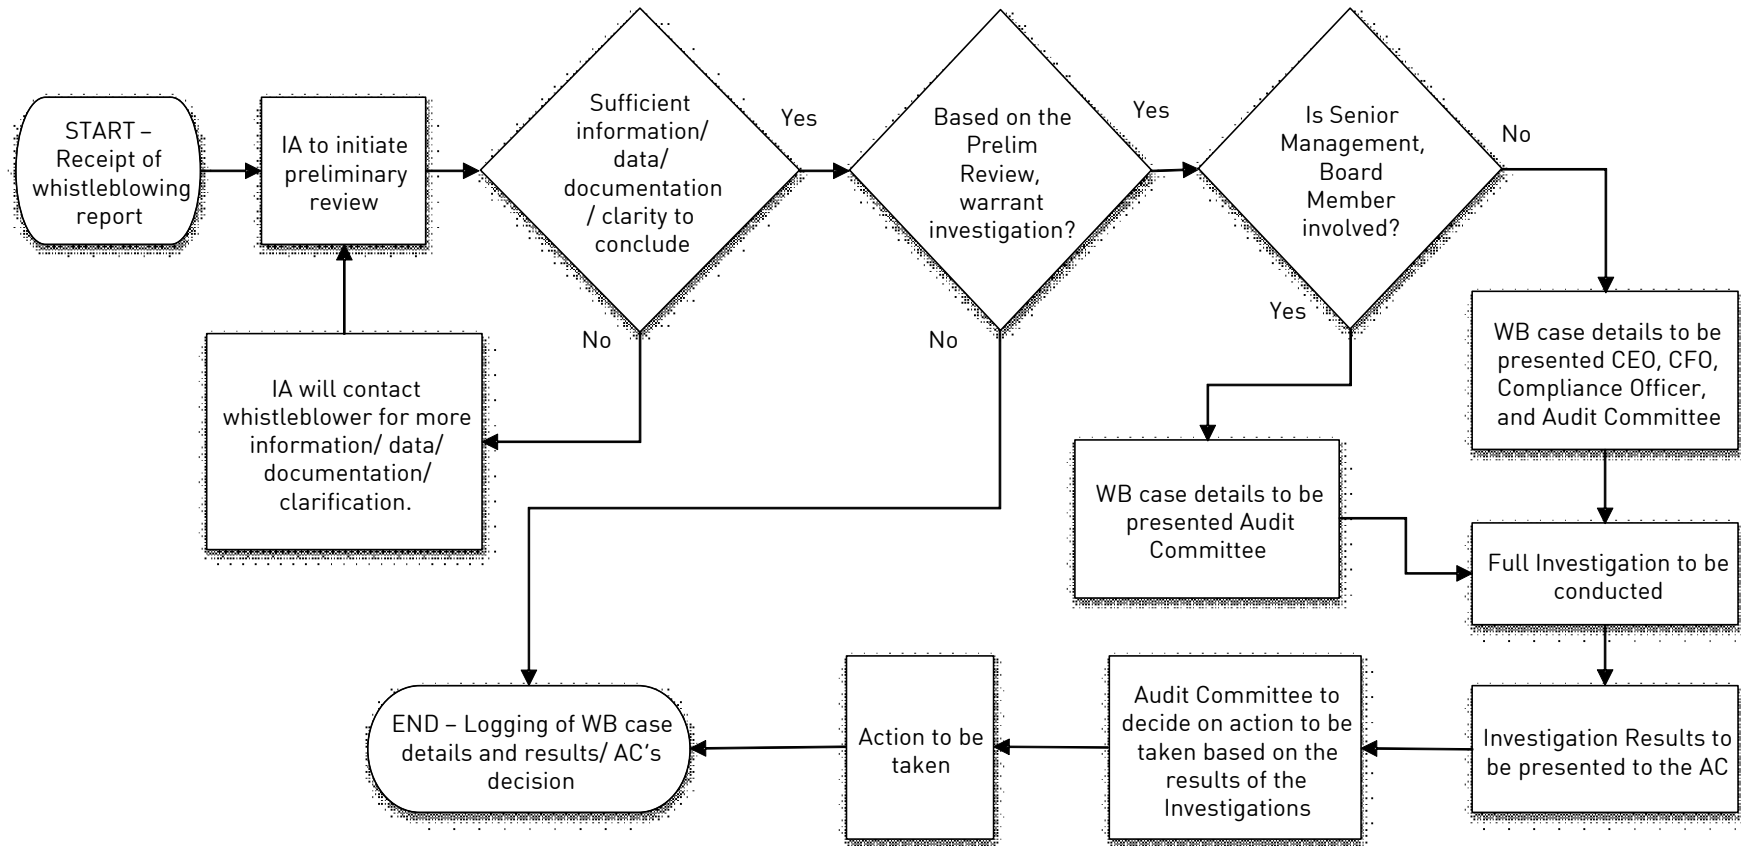 START –
Receipt of
whistleblowing
report
IA to initiate
preliminary
review
Sufficient
information/
data/
documentation
/ clarity to
conclude
Yes
No
Based on the
Prelim
Review,
warrant
investigation?
Yes
No
Is Senior
Management,
Board
Member
involved?
No
Yes
IA will contact
whistleblower for more
information/ data/
documentation/
clarification.
WB case details to be
presented CEO, CFO,
Compliance Officer,
and Audit Committee
WB case details to be
presented Audit
Committee
Full Investigation to be
conducted
Investigation Results to
be presented to the AC
Audit Committee to
decide on action to be
taken based on the
results of the
Investigations
Action to be
taken
END – Logging of WB case
details and results/ AC's
decision